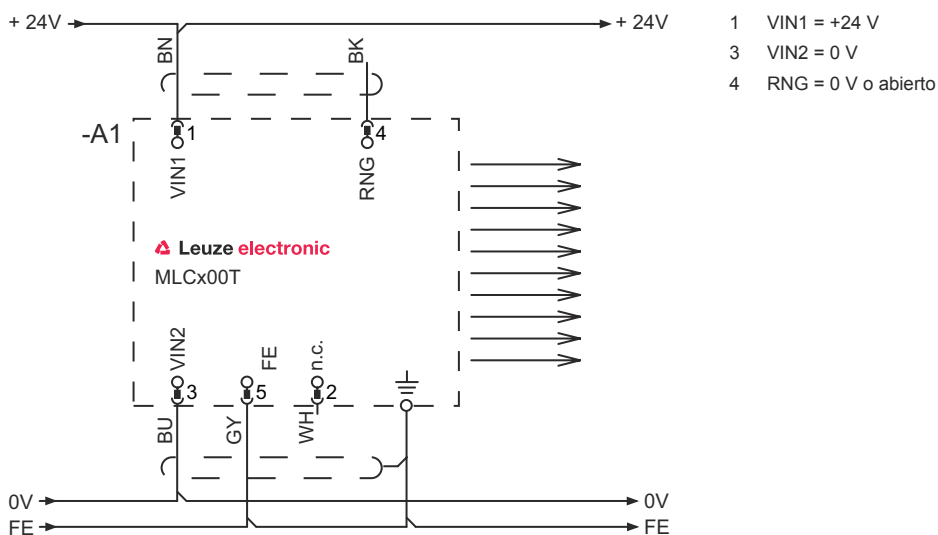 + 24V
+ 24V
1 VIN1 = +24 V
3 VIN2 = 0 V
4 RNG = 0 V o abierto
BN
BK
-A1
1
4
VIN1
RNG
Leuze electronic
MLCx00T
VIN2
FE
n.c.
3
5
2
BU
GY
WH
0V
0V
FE
FE